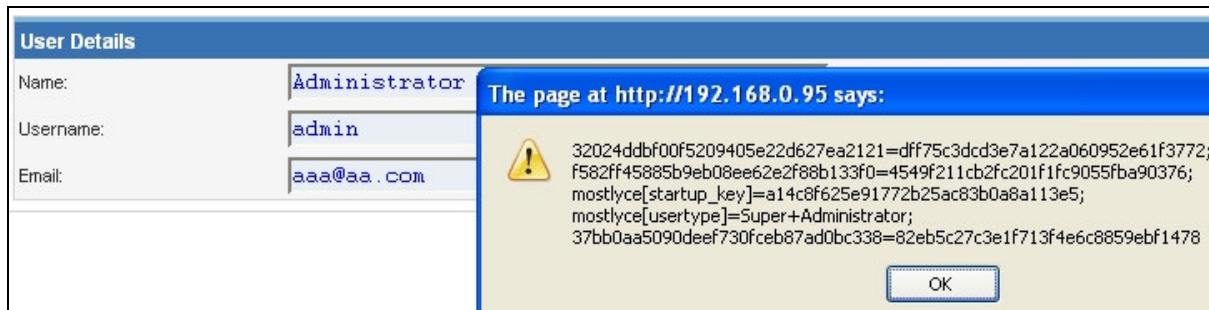 User Details
Name:
Administrator
Username:
admin
Email:
aaa@aa.com
The page at http://192.168.0.95 says:
32024ddbf00f5209405e22d627ea2121=dff75c3dcd3e7a122a060952e61f3772;
f582ff45885b9eb08ee62e2f88b133f0=4549f211cb2fc201f1fc9055fba90376;
mostlyce[startup_key]=a14c8f625e91772b25ac83b0a8a113e5;
mostlyce[usertype]=Super+Administrator;
37bb0aa5090deef730fceb87ad0bc338=82eb5c27c3e1f713f4e6c8859ebf1478
OK